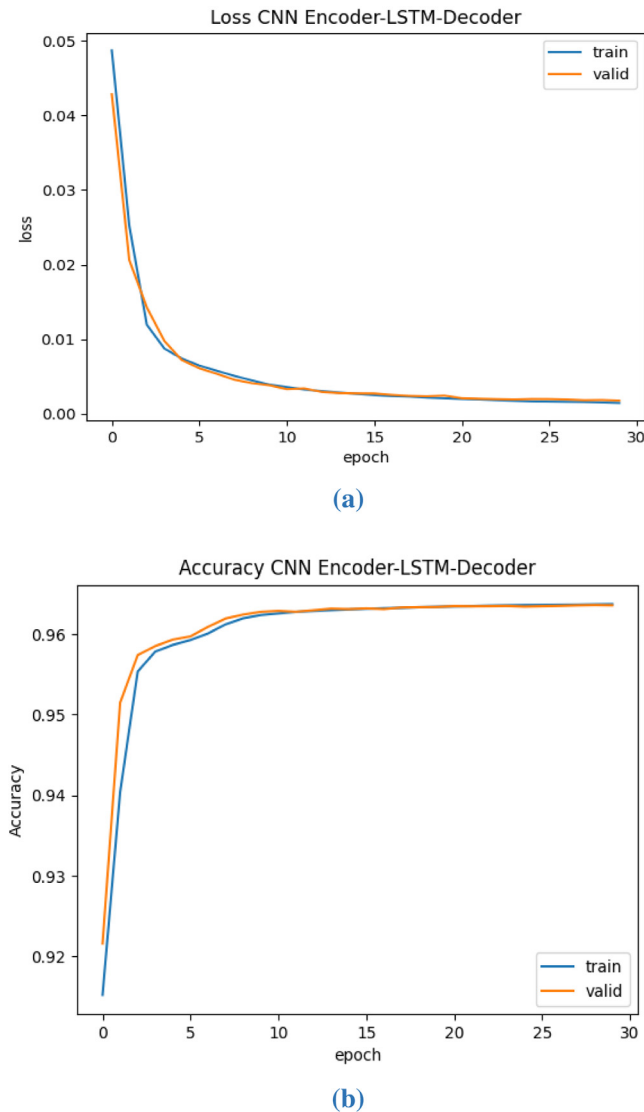 Loss CNN Encoder-LSTM-Decoder
0.05
train
valid
0.04
0.03
loss
0.02
0.01
0.00
0 5 10 15 20 25 30
epoch
(a)
Accuracy CNN Encoder-LSTM-Decoder
0.96
0.95
Accuracy
0.94
0.93
0.92
train
valid
0 5 10 15 20 25 30
epoch
(b)